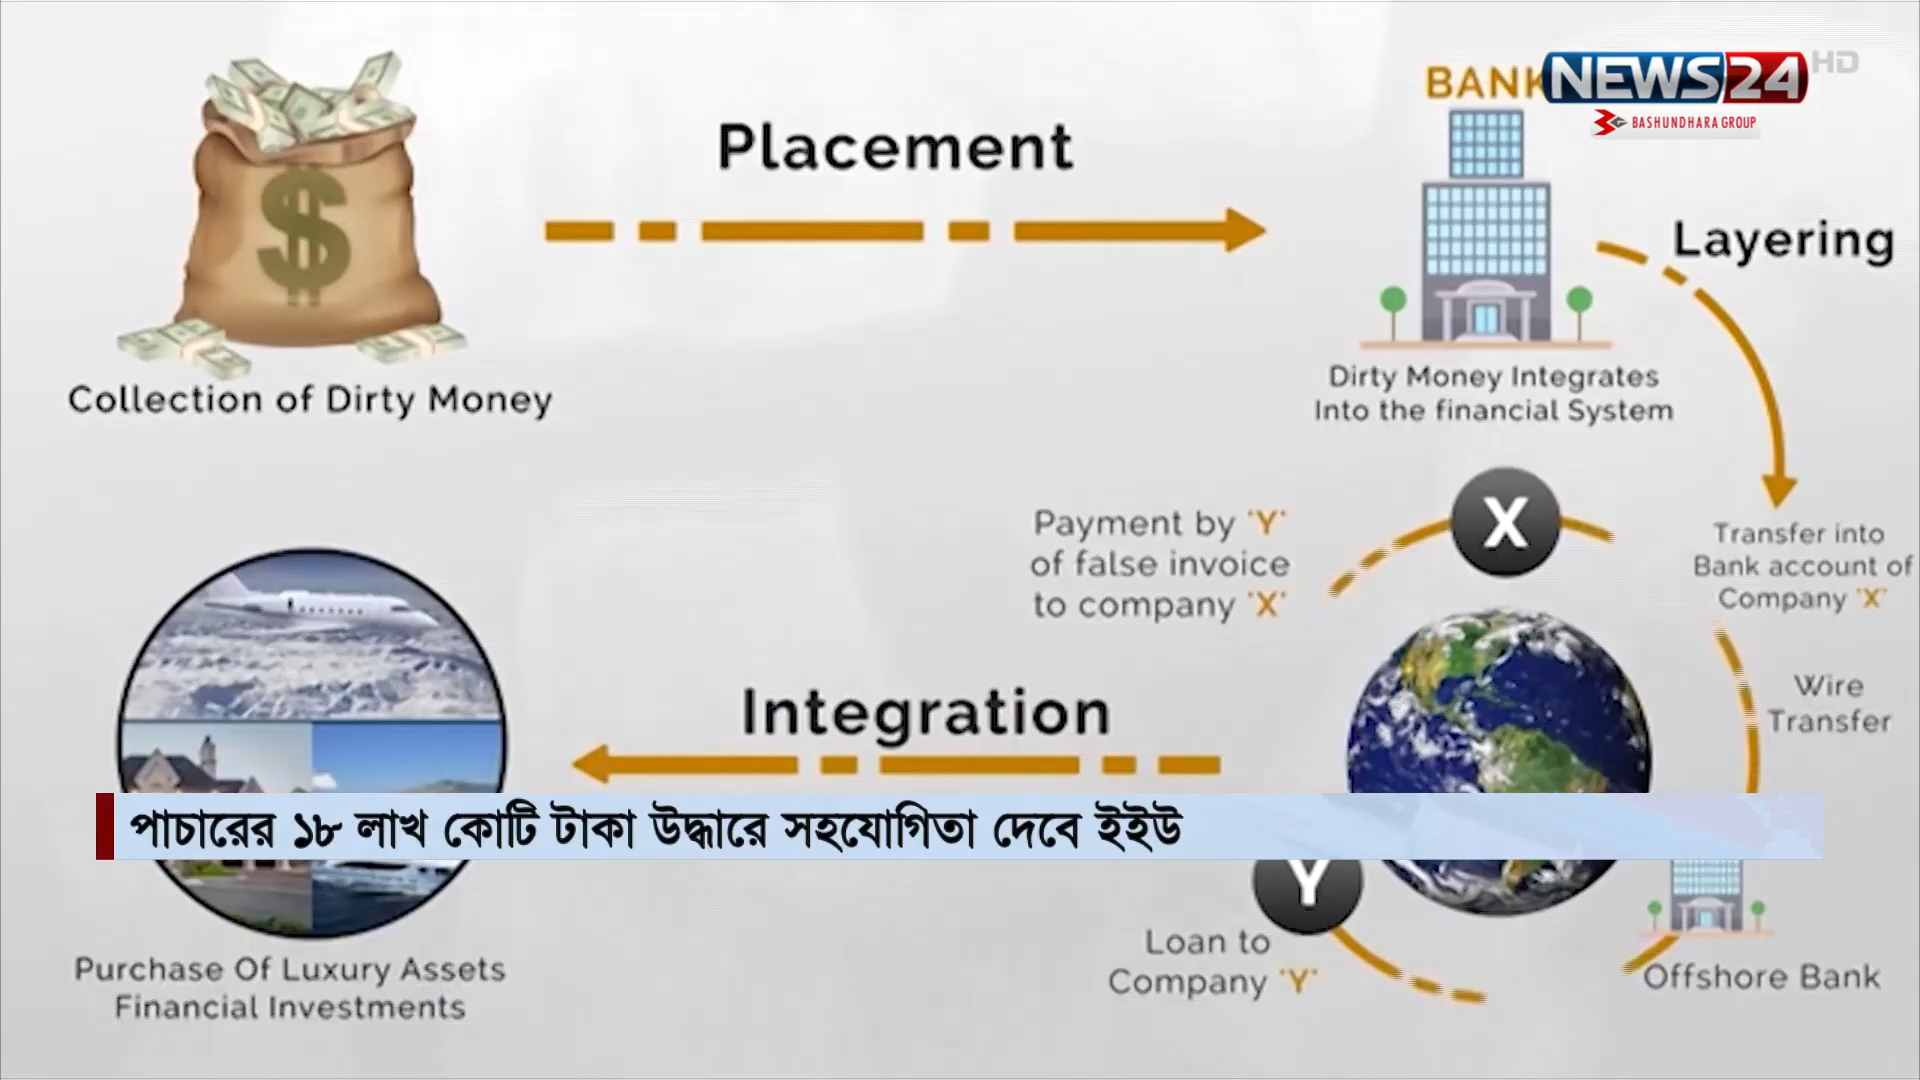 BANK
NEWS24 HD
BASHUNDHARA GROUP
Placement
Layering
Collection of Dirty Money
Dirty Money Integrates
Into the financial System
X
Payment by 'Y'
of false invoice
to company 'X'
Transfer into
Bank account of
Company 'X'
Wire
Transfer
Integration
পাচারের ১৮ লাখ কোটি টাকা উদ্ধারে সহযোগিতা দেবে ইইউ
Y
Loan to
Company 'Y'
Offshore Bank
Purchase Of Luxury Assets
Financial Investments